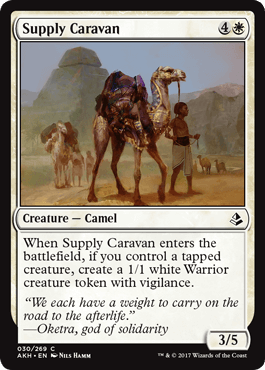 Supply Caravan 4
Creature — Camel
When Supply Caravan enters the
battlefield, if you control a tapped
creature, create a 1/1 white Warrior
creature token with vigilance.
“We each have a weight to carry on the
road to the afterlife.”
—Oketra, god of solidarity
3/5
030/269 C
AKH • EN NILS HAMM
™ & © 2017 Wizards of the Coast